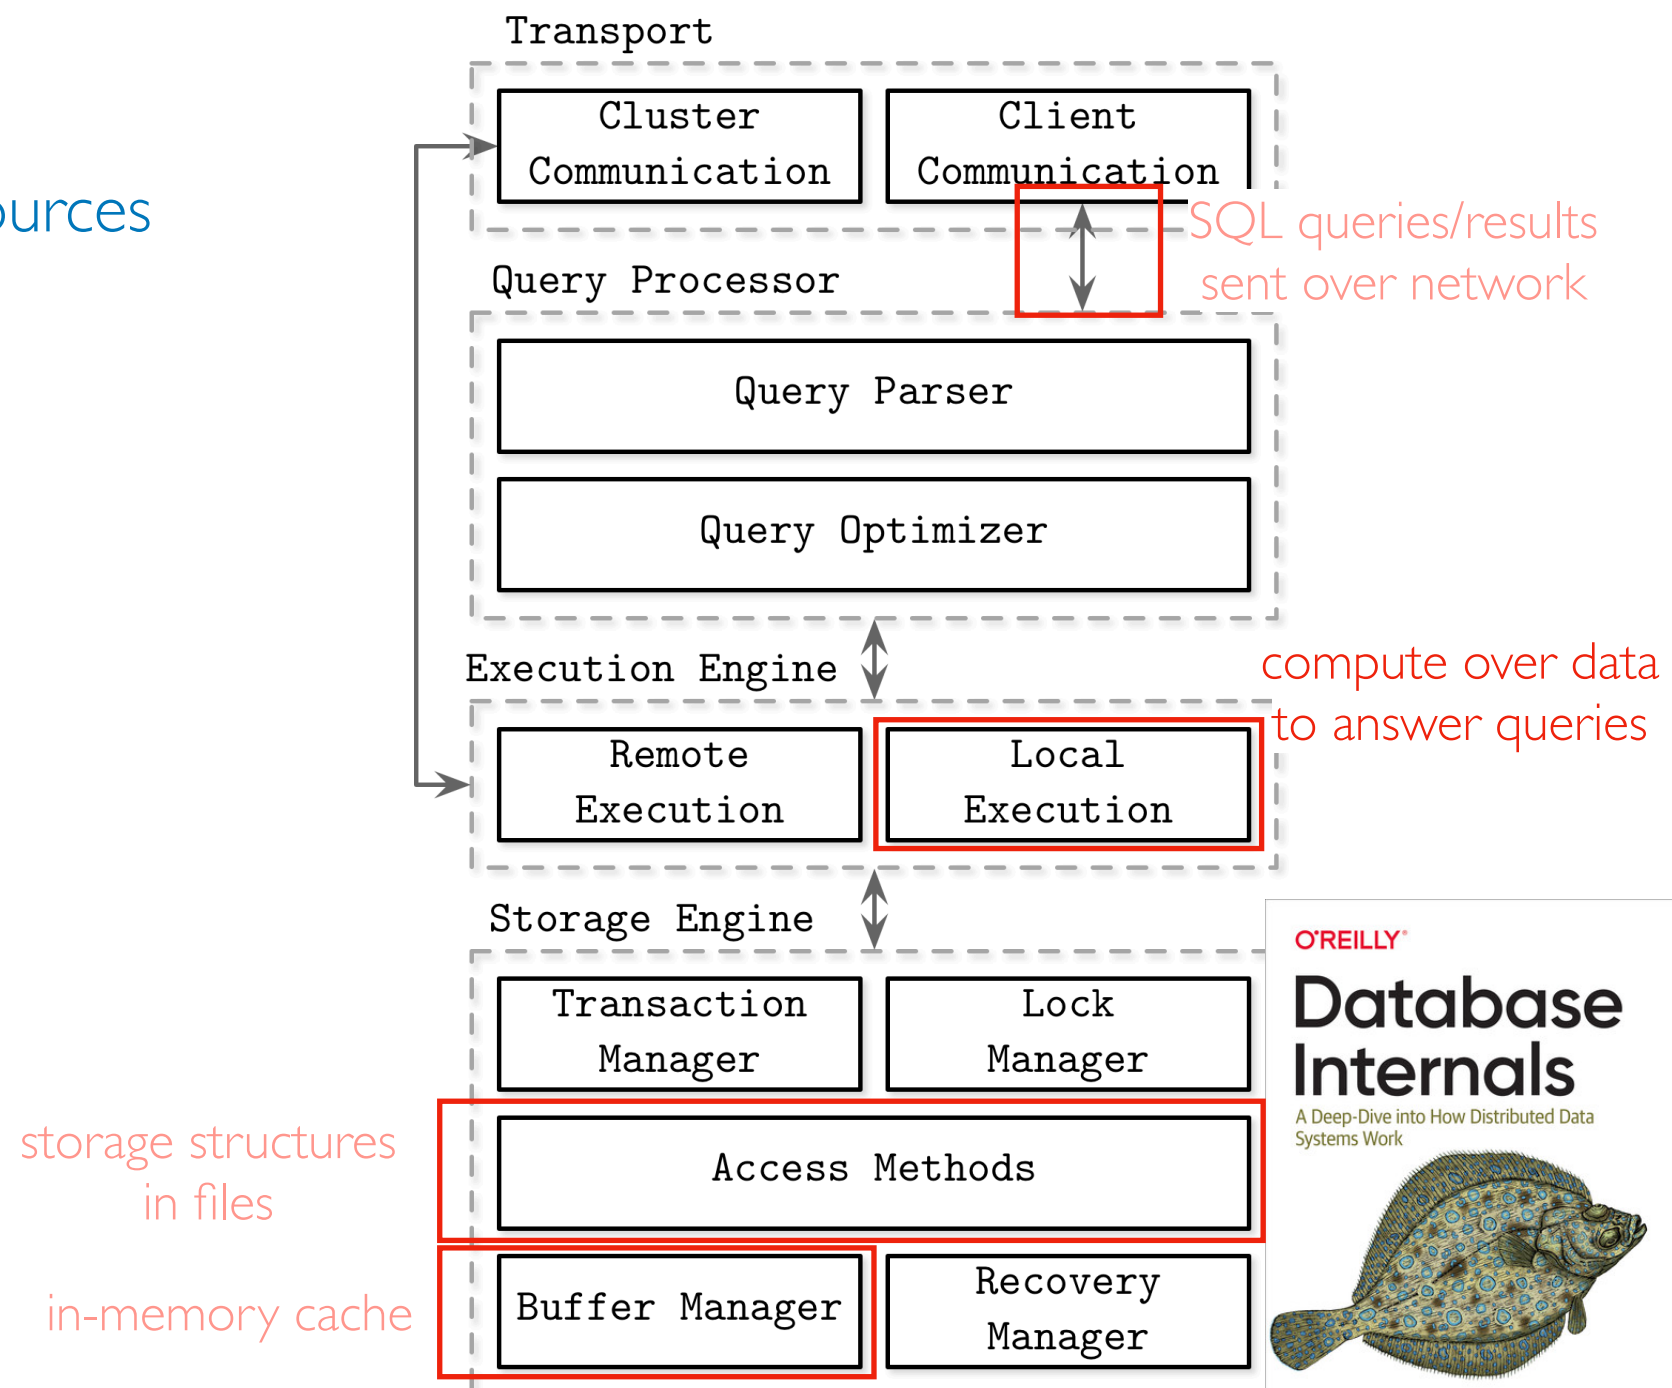 Transport
Cluster
Communication
Client
Communication
SQL queries/results
sent over network
Query Processor
Query Parser
Query Optimizer
Execution Engine
compute over data
to answer queries
Remote
Execution
Local
Execution
Storage Engine
Transaction
Manager
Lock
Manager
storage structures
in files
Access Methods
in-memory cache
Buffer Manager
Recovery
Manager
O'REILLY®
Database
Internals
A Deep-Dive into How Distributed Data
Systems Work